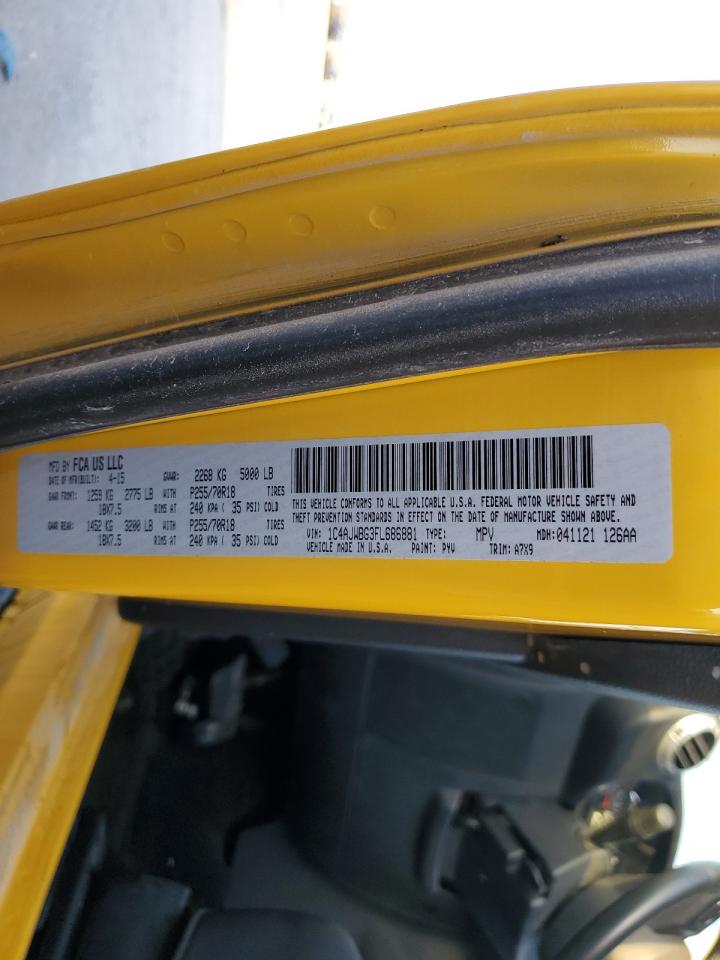 MFD BY FCA US LLC
DATE OF MFR(BUILT): 4-15 GVWR: 2268 KG 5000 LB
GAWR FRONT: 1259 KG 2775 LB WITH P255/70R18 TIRES
18X7.5 RIMS AT 240 KPA ( 35 PSI) COLD
GAWR REAR: 1452 KG 3200 LB WITH P255/70R18 TIRES
18X7.5 RIMS AT 240 KPA ( 35 PSI) COLD
THIS VEHICLE CONFORMS TO ALL APPLICABLE U.S.A. FEDERAL MOTOR VEHICLE SAFETY AND
THEFT PREVENTION STANDARDS IN EFFECT ON THE DATE OF MANUFACTURE SHOWN ABOVE.
VIN: 1C4AJWBG3FL686881 TYPE: MPV MDH: 041121 126AA
VEHICLE MADE IN U.S.A. PAINT: PYV TRIM: A7X9